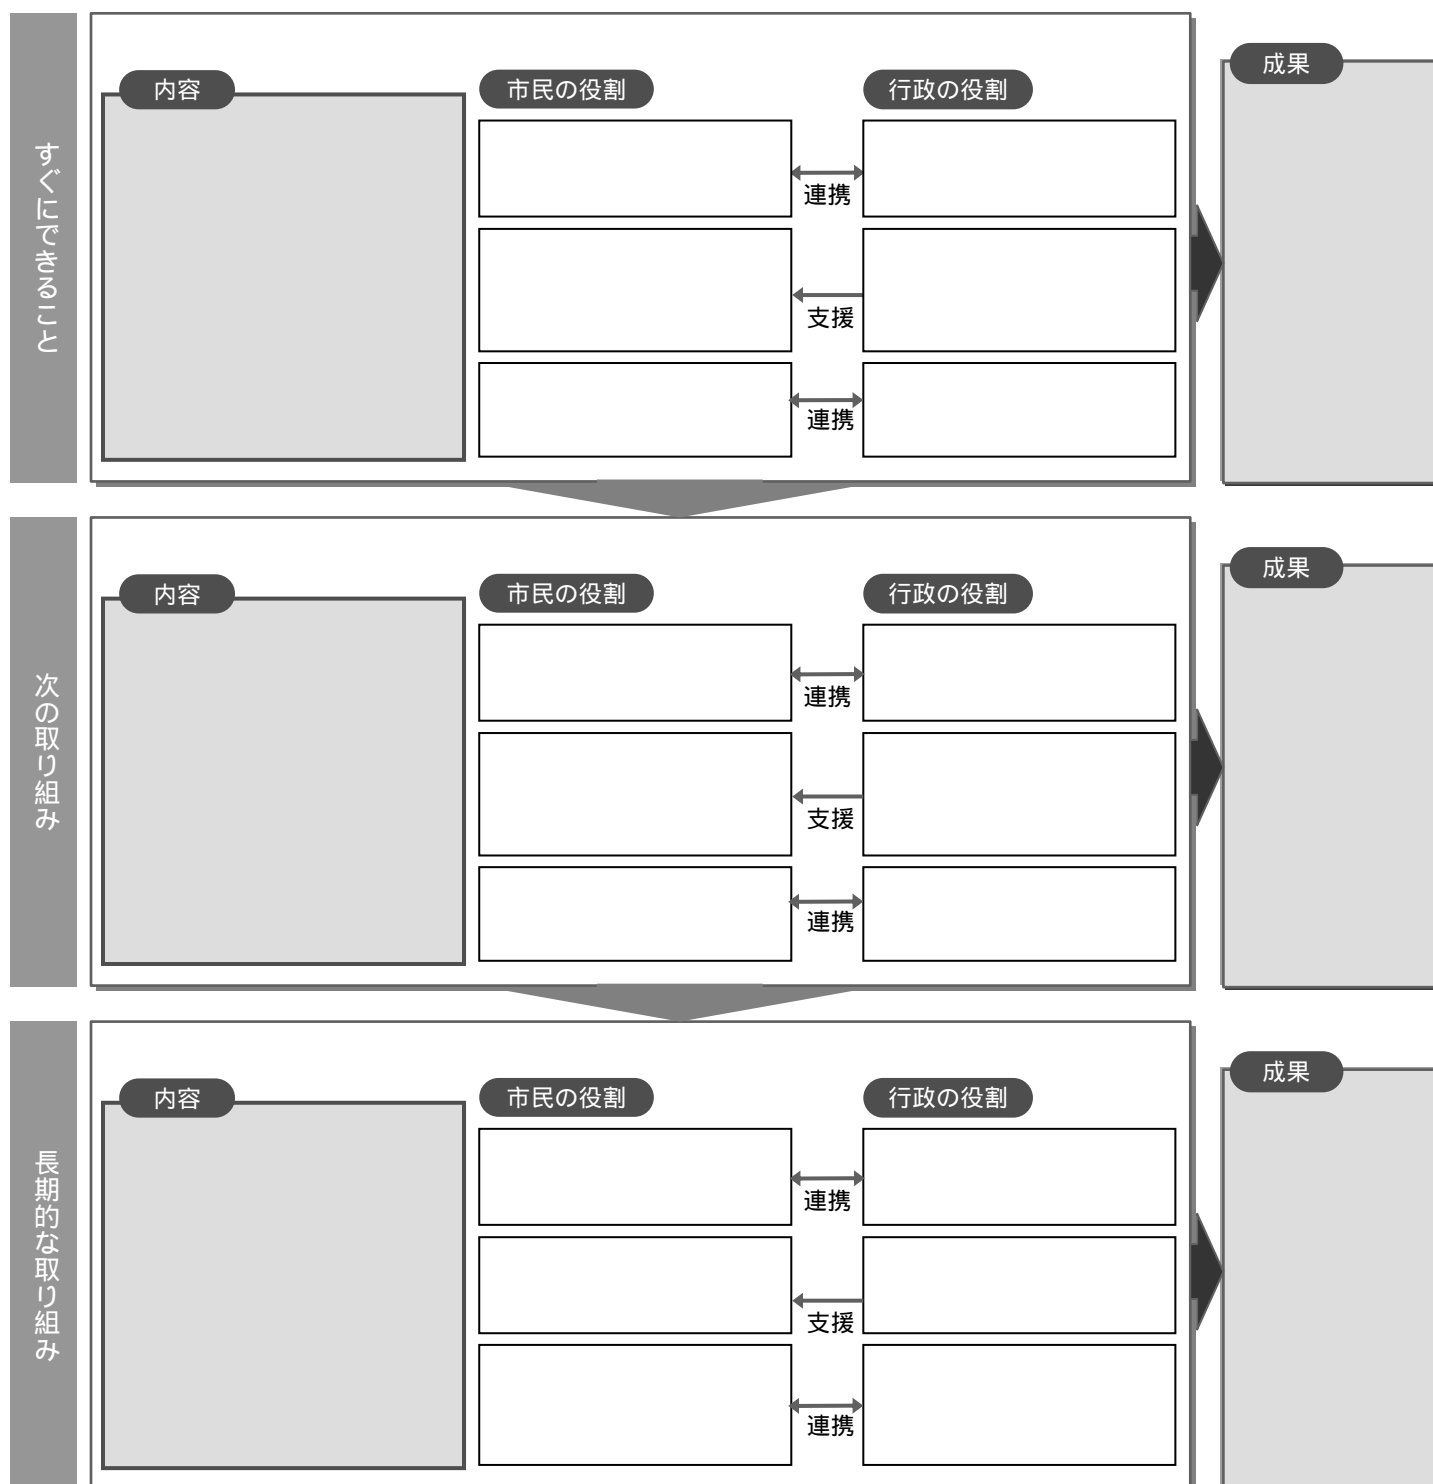 すぐにできること
内容
市民の役割
行政の役割
連携
支援
連携
成果
次の取り組み
内容
市民の役割
行政の役割
連携
支援
連携
成果
長期的な取り組み
内容
市民の役割
行政の役割
連携
支援
連携
成果